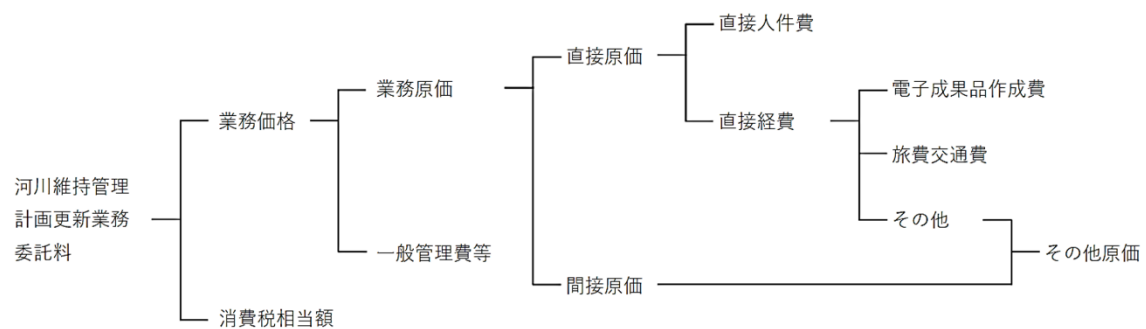 直接人件費
直接原価
業務原価
電子成果品作成費
業務価格
直接経費
旅費交通費
河川維持管理
計画更新業務
委託料
その他
一般管理費等
その他原価
間接原価
消費税相当額